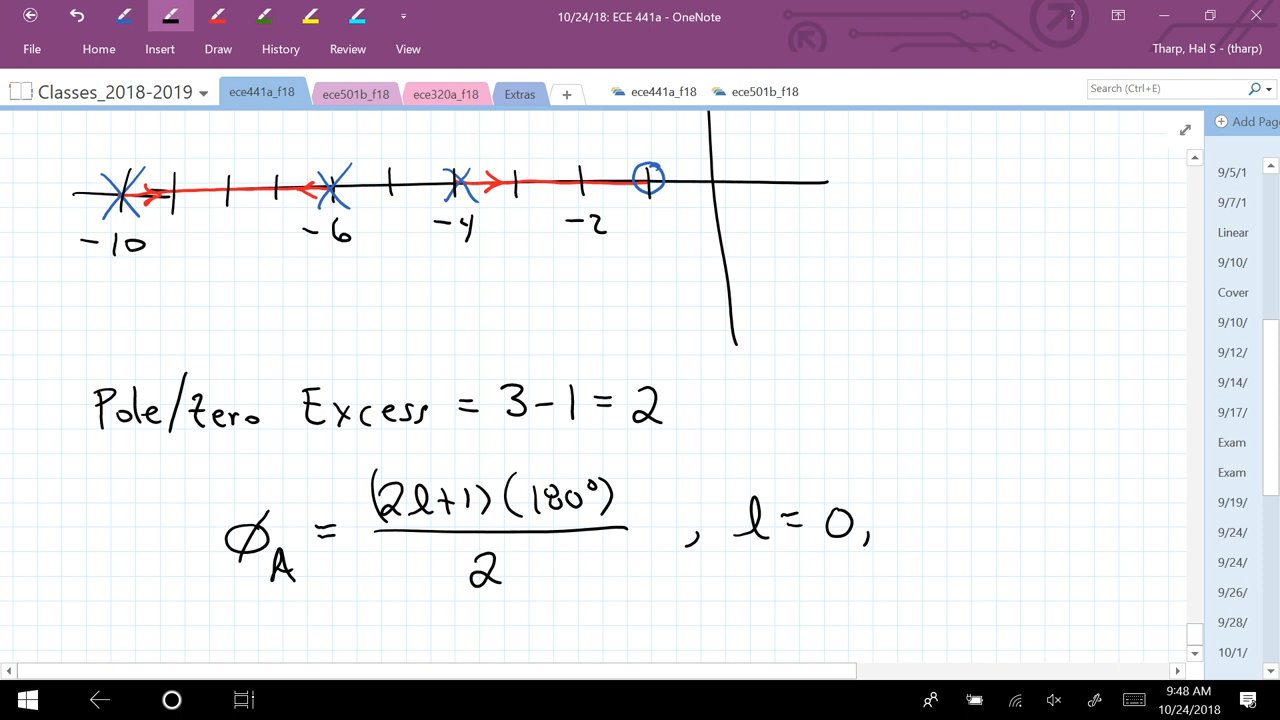 10/24/18: ECE 441a - OneNote
?
File Home Insert Draw History Review View
Tharp, Hal S - (tharp)
Classes_2018-2019
ece441a_f18 ece501b_f18 ece320a_f18 Extras + ece441a_f18 ece501b_f18
Search (Ctrl+E)
+ Add Pag
9/5/1
9/7/1
Linear
9/10/
Cover
9/10/
9/12/
9/14/
9/17/
Exam
Exam
9/19/
9/24/
9/24/
9/26/
9/28/
10/1/
-10 -6 -4 -2
Pole/zero Excess = 3-1 = 2
ϕ_A = (2l+1)(180°) / 2 , l = 0,
9:48 AM
10/24/2018